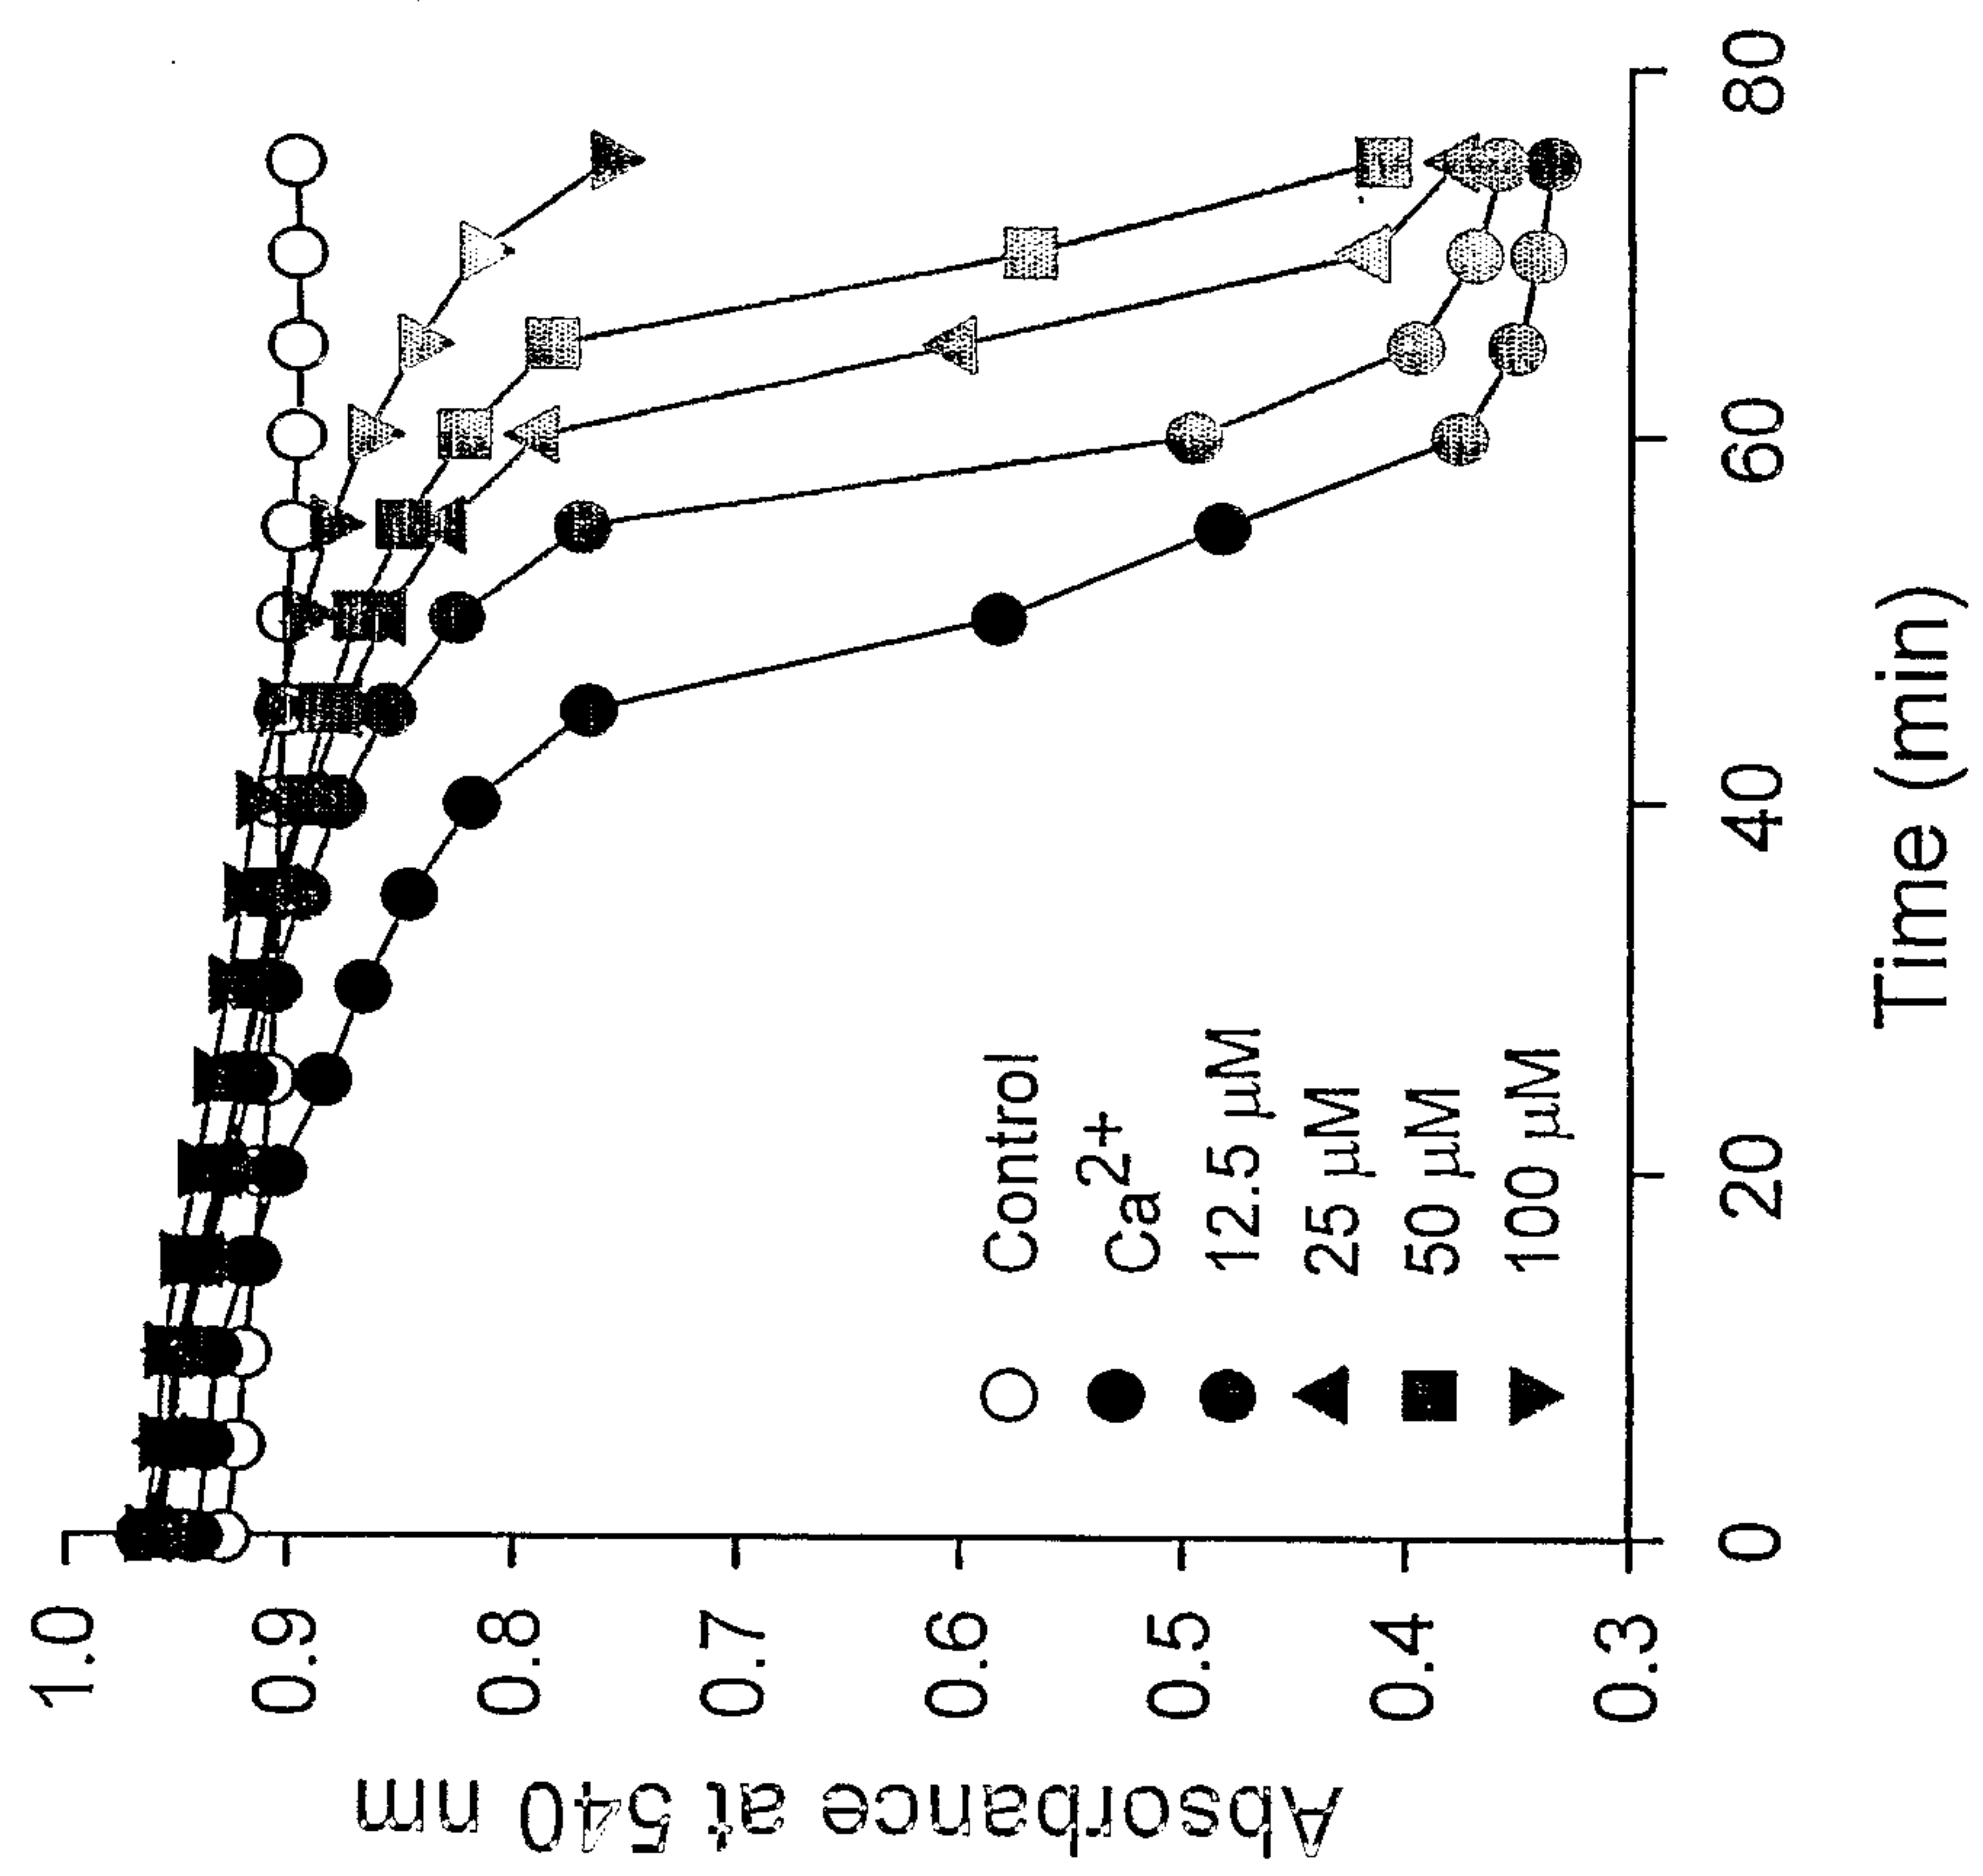 Absorbance at 540 nm
1.0
0.9
0.8
0.7
0.6
0.5
0.4
0.3
Control
Ca2+
12.5 µM
25 µM
50 µM
100 µM
0
20
40
60
80
Time (min)